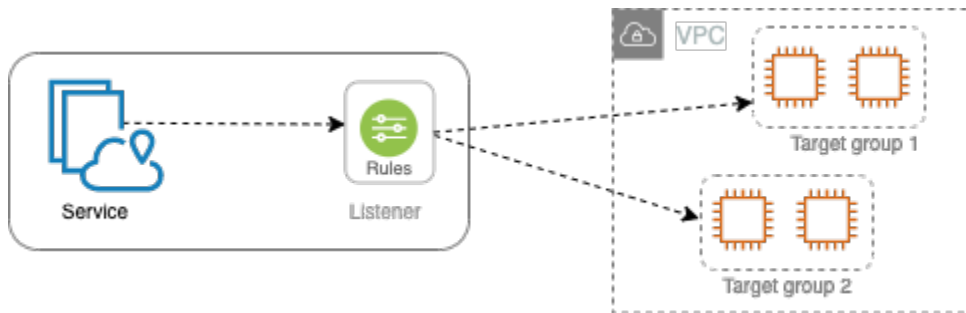 VPC
Target group 1
Rules
Service
Listener
Target group 2